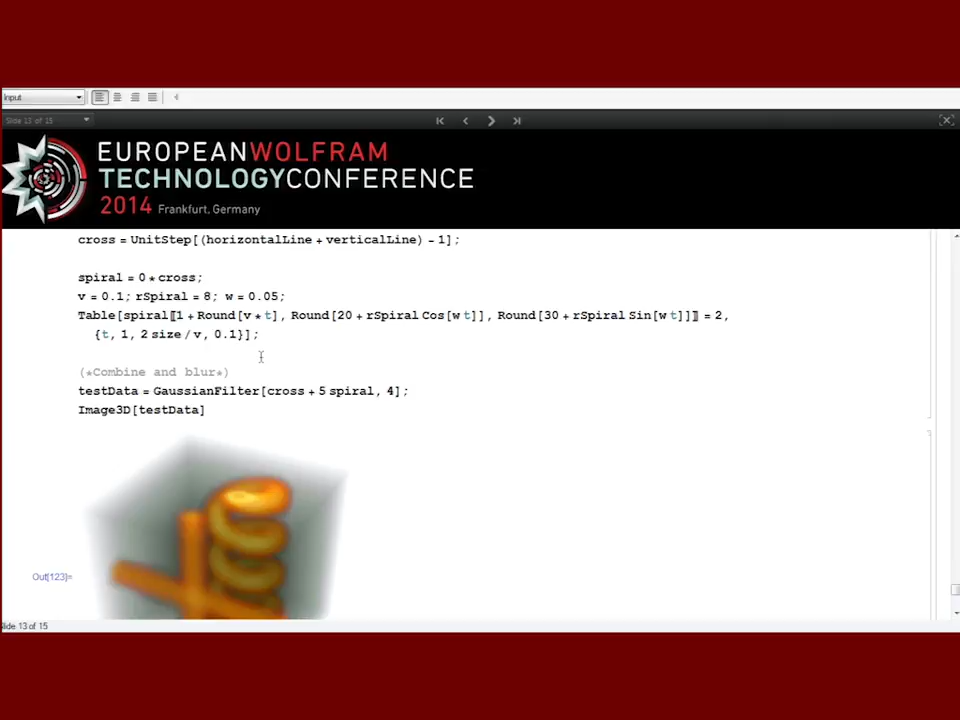 Input
Slide 13 of 15
EUROPEANWOLFRAM
TECHNOLOGYCONFERENCE
2014 Frankfurt, Germany
cross = UnitStep[(horizontalLine + verticalLine) - 1];
spiral = 0 * cross;
v = 0.1; rSpiral = 8; w = 0.05;
Table[spiral⟦1 + Round[v * t], Round[20 + rSpiral Cos[w t]], Round[30 + rSpiral Sin[w t]]⟧ = 2,
{t, 1, 2 size / v, 0.1}];
(*Combine and blur*)
testData = GaussianFilter[cross + 5 spiral, 4];
Image3D[testData]
Out[123]=
Slide 13 of 15